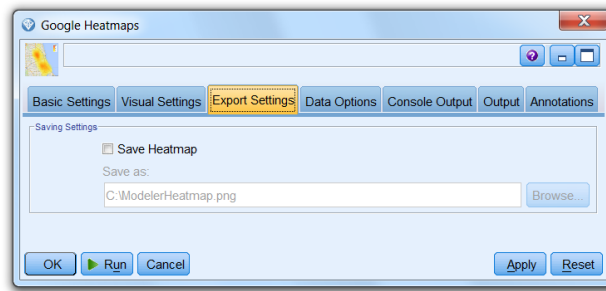 Google Heatmaps
Basic Settings Visual Settings Export Settings Data Options Console Output Output Annotations
Saving Settings
Save Heatmap
Save as:
C:\ModelerHeatmap.png Browse...
OK Run Cancel Apply Reset